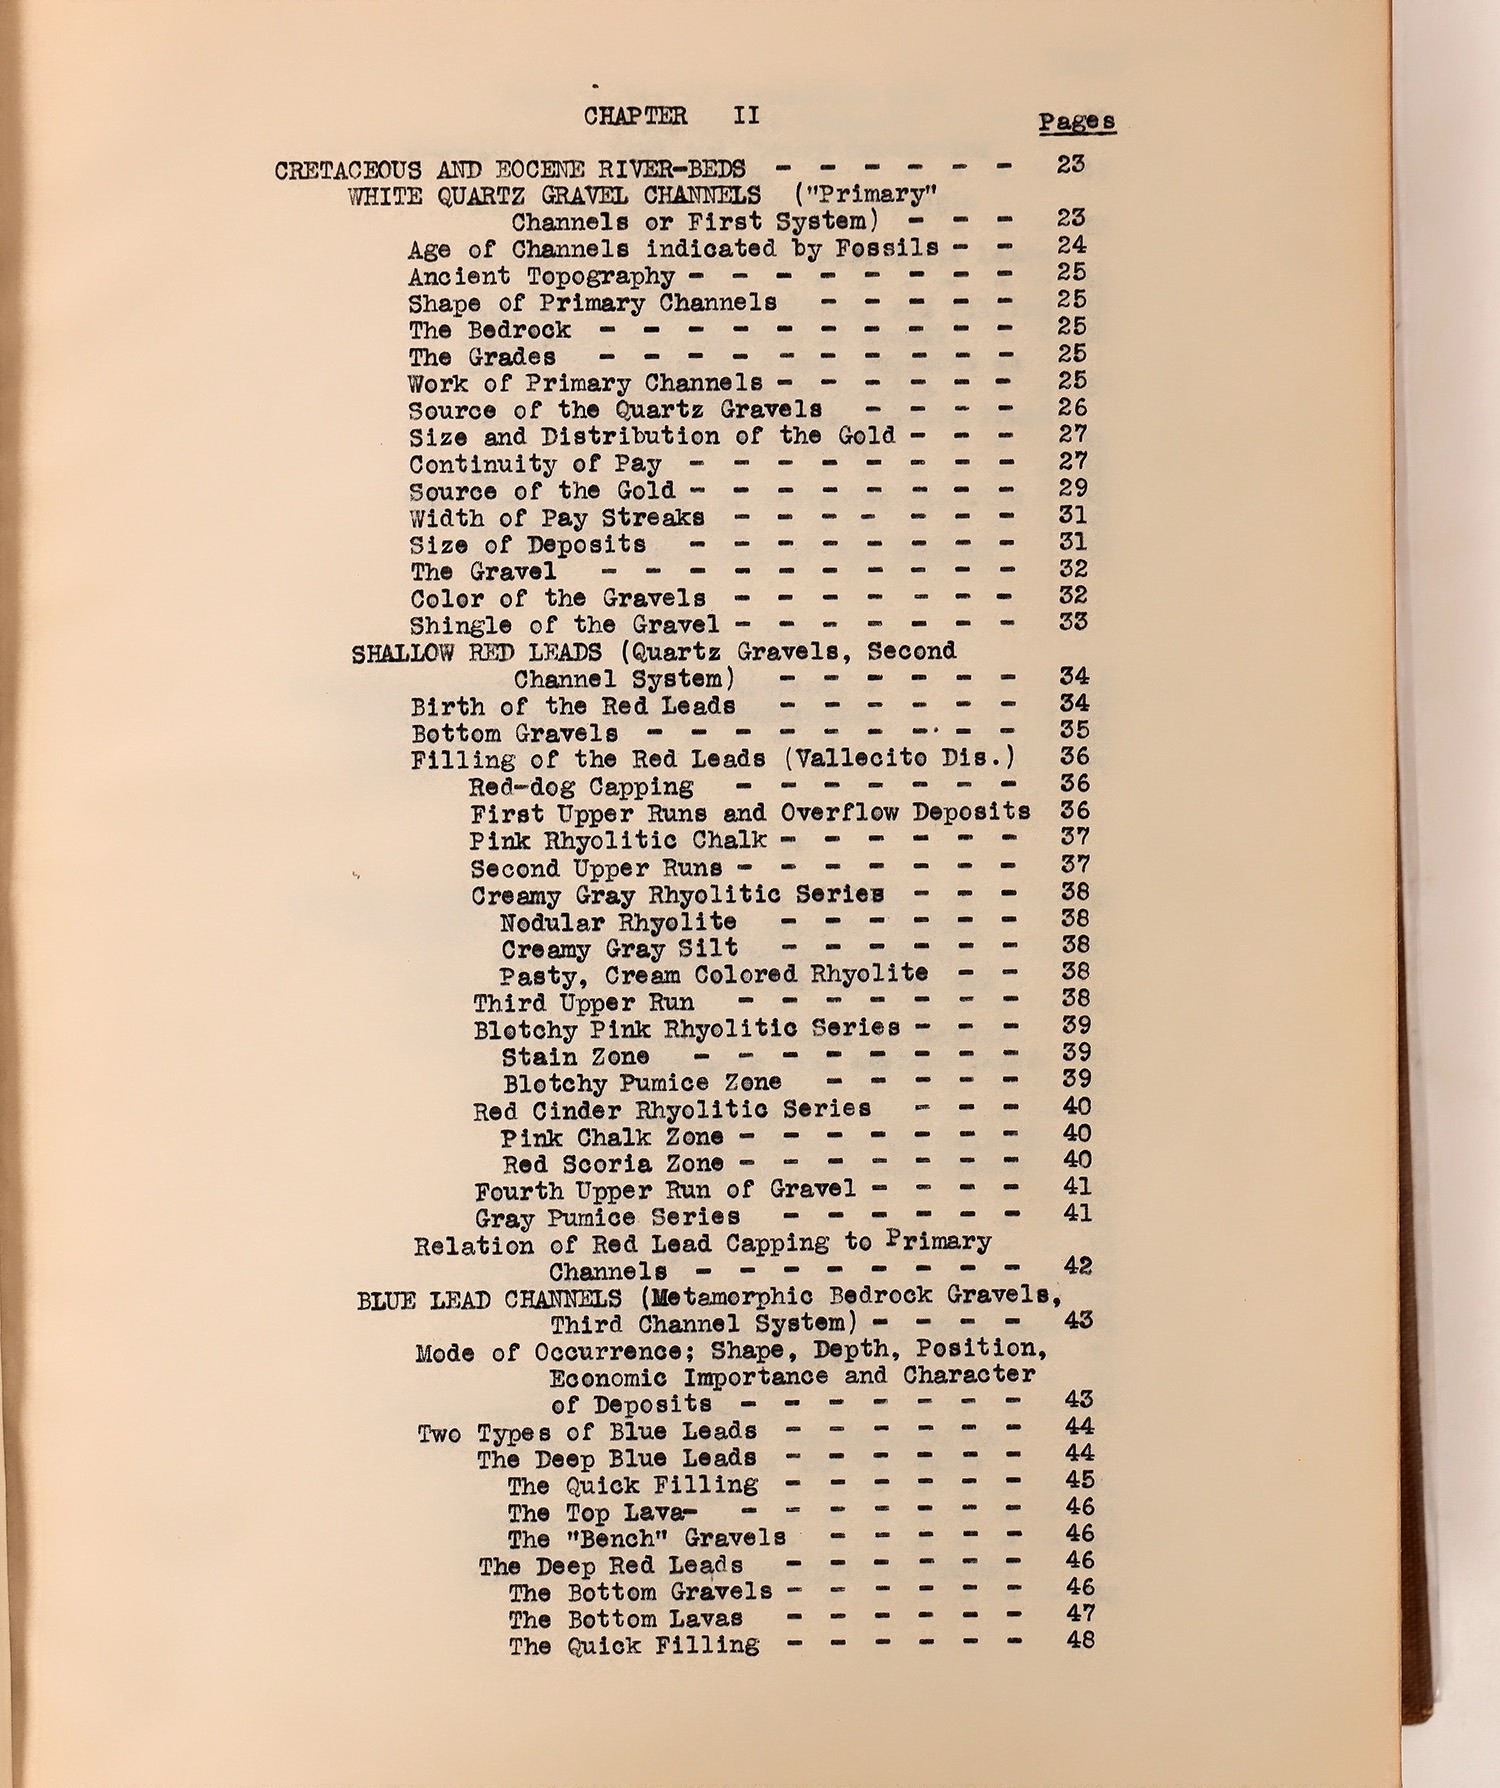 CHAPTER II
Pages
CRETACEOUS AND EOCENE RIVER-BEDS - - - - - - 23
WHITE QUARTZ GRAVEL CHANNELS ("Primary"
Channels or First System) - - - 23
Age of Channels indicated by Fossils - - 24
Ancient Topography - - - - - - - - 25
Shape of Primary Channels - - - - - 25
The Bedrock - - - - - - - - - - 25
The Grades - - - - - - - - - - 25
Work of Primary Channels - - - - - - 25
Source of the Quartz Gravels - - - - 26
Size and Distribution of the Gold - - - 27
Continuity of Pay - - - - - - - - 27
Source of the Gold - - - - - - - - 29
Width of Pay Streaks - - - - - - - 31
Size of Deposits - - - - - - - - 31
The Gravel - - - - - - - - - - 32
Color of the Gravels - - - - - - - 32
Shingle of the Gravel - - - - - - - 33
SHALLOW RED LEADS (Quartz Gravels, Second
Channel System) - - - - - - 34
Birth of the Red Leads - - - - - - 34
Bottom Gravels - - - - - - - - - 35
Filling of the Red Leads (Vallecito Dis.) 36
Red-dog Capping - - - - - - - 36
First Upper Runs and Overflow Deposits 36
Pink Rhyolitic Chalk - - - - - - 37
Second Upper Runs - - - - - - - 37
Creamy Gray Rhyolitic Series - - - 38
Nodular Rhyolite - - - - - - 38
Creamy Gray Silt - - - - - - 38
Pasty, Cream Colored Rhyolite - - 38
Third Upper Run - - - - - - - 38
Blotchy Pink Rhyolitic Series - - - 39
Stain Zone - - - - - - - - 39
Blotchy Pumice Zone - - - - - 39
Red Cinder Rhyolitic Series - - - 40
Pink Chalk Zone - - - - - - - 40
Red Scoria Zone - - - - - - - 40
Fourth Upper Run of Gravel - - - - 41
Gray Pumice Series - - - - - - 41
Relation of Red Lead Capping to Primary
Channels - - - - - - - - 42
BLUE LEAD CHANNELS (Metamorphic Bedrock Gravels,
Third Channel System) - - - - 43
Mode of Occurrence; Shape, Depth, Position,
Economic Importance and Character
of Deposits - - - - - - - 43
Two Types of Blue Leads - - - - - - 44
The Deep Blue Leads - - - - - - 44
The Quick Filling - - - - - - 45
The Top Lava- - - - - - - - 46
The "Bench" Gravels - - - - - 46
The Deep Red Leads - - - - - - 46
The Bottom Gravels - - - - - - 46
The Bottom Lavas - - - - - - 47
The Quick Filling - - - - - - 48